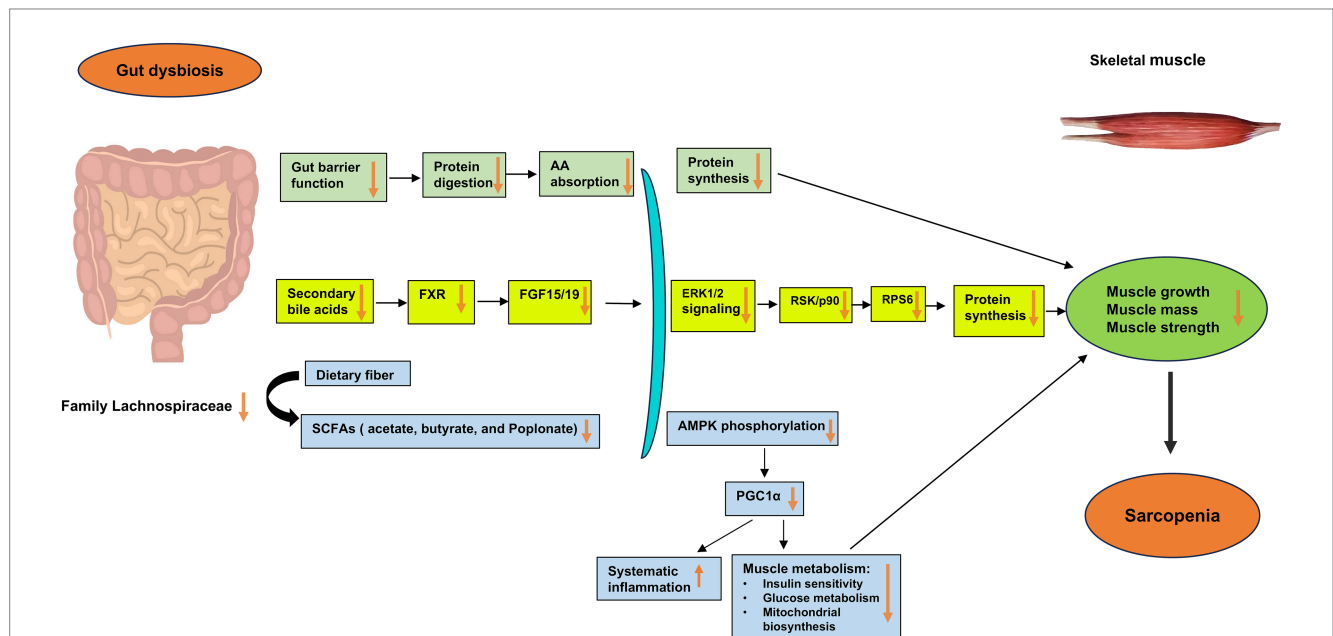 Gut dysbiosis
Skeletal muscle
Gut barrier
function
Protein
digestion
AA
absorption
Protein
synthesis
Secondary
bile acids
FXR
FGF15/19
ERK1/2
signaling
RSK/p90
RPS6
Protein
synthesis
Muscle growth
Muscle mass
Muscle strength
Dietary fiber
Family Lachnospiraceae
SCFAs ( acetate, butyrate, and Poplonate)
AMPK phosphorylation
PGC1α
Sarcopenia
Systematic
inflammation
Muscle metabolism:
• Insulin sensitivity
• Glucose metabolism
• Mitochondrial
biosynthesis